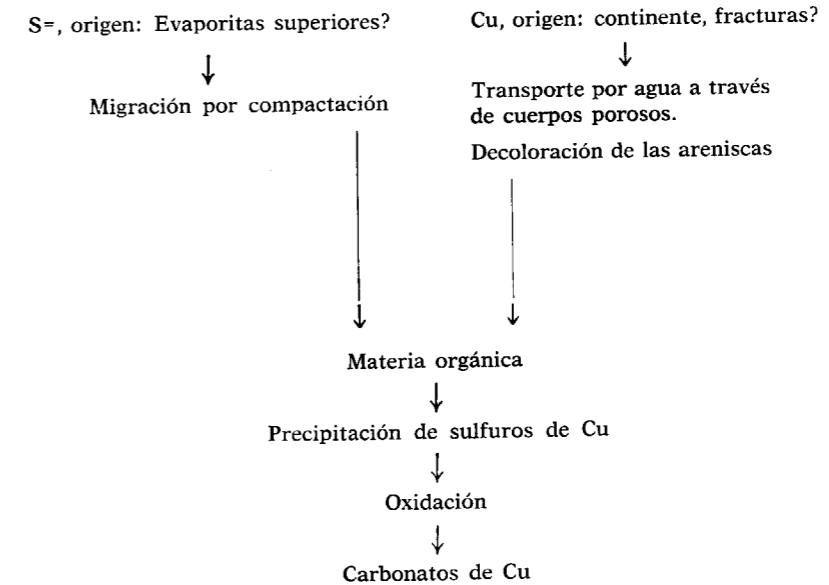 S=, origen: Evaporitas superiores?
Cu, origen: continente, fracturas?
Migración por compactación
Transporte por agua a través
de cuerpos porosos.
Decoloración de las areniscas
Materia orgánica
Precipitación de sulfuros de Cu
Oxidación
Carbonatos de Cu